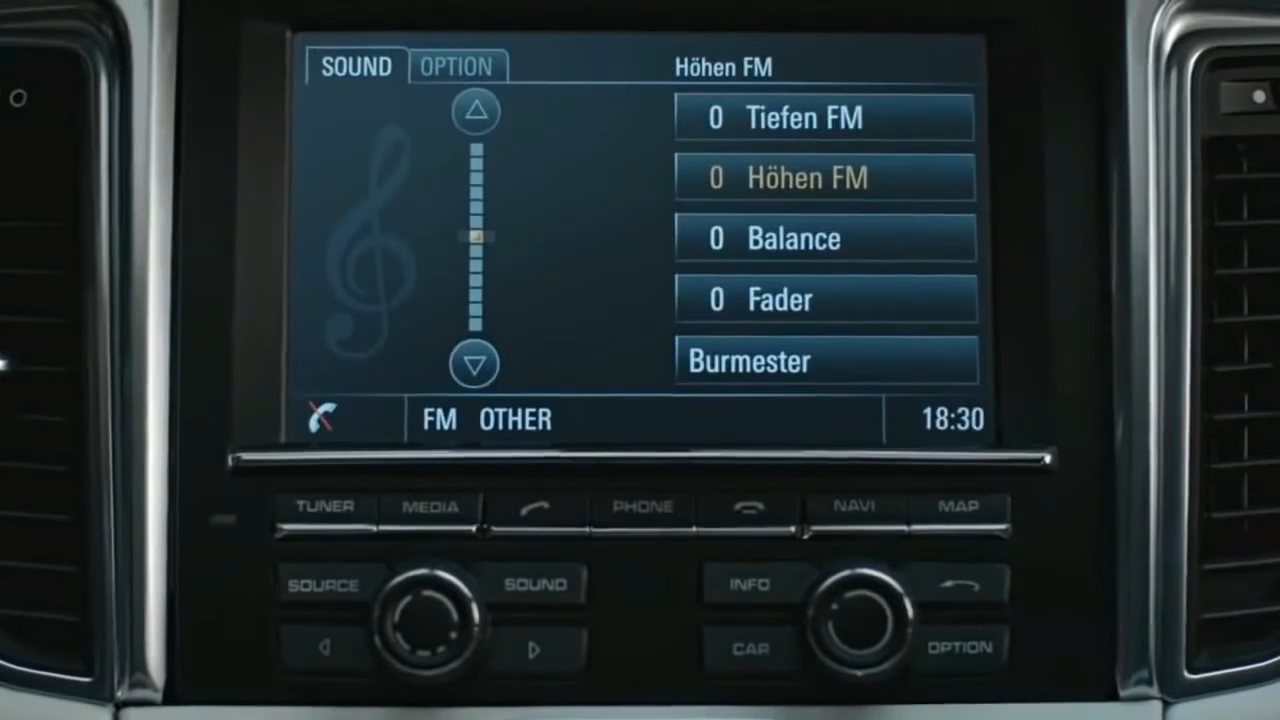 SOUND OPTION Höhen FM
0 Tiefen FM
0 Höhen FM
0 Balance
0 Fader
Burmester
FM OTHER 18:30
TUNER MEDIA PHONE NAVI MAP
SOURCE SOUND INFO
CAR OPTION